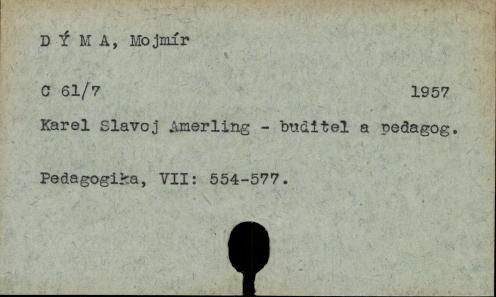 D Ý M A, Mojmír
C 61/7 1957
Karel Slavoj Amerling - buditel a pedagog.
Pedagogika, VII: 554-577.